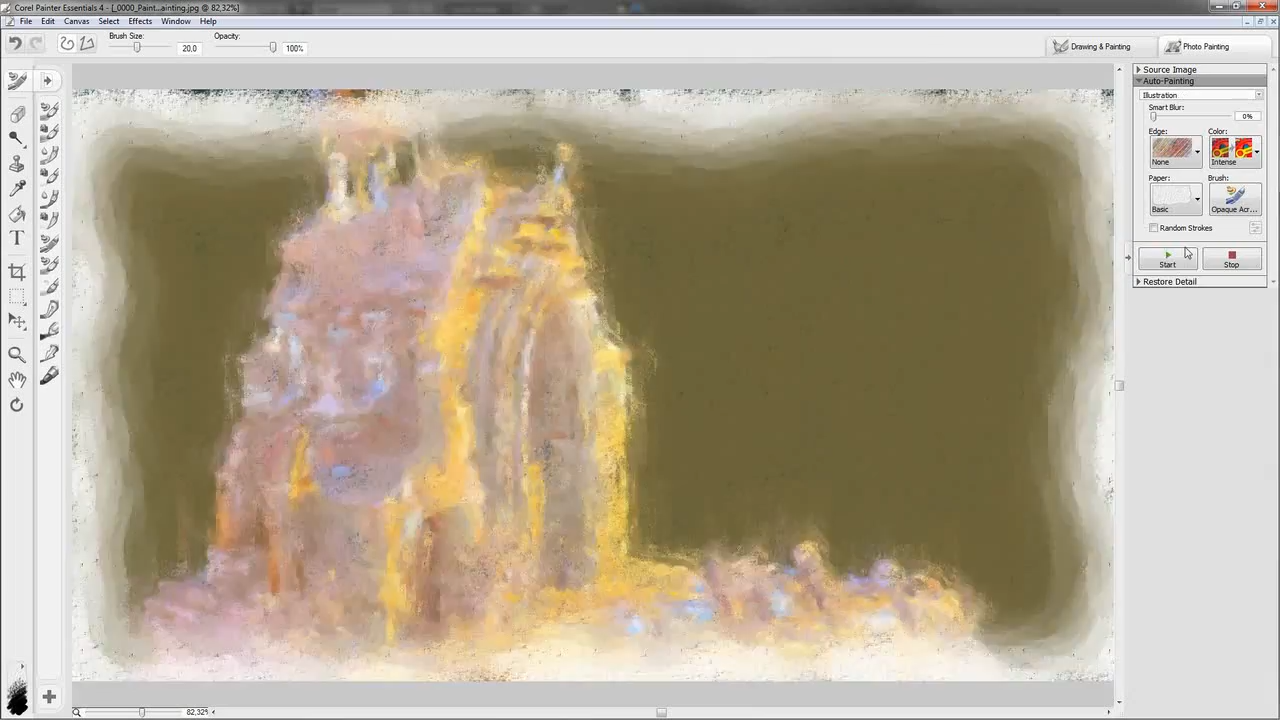 Corel Painter Essentials 4 - [_0000_Paint...ainting.jpg @ 82,32%]
File Edit Canvas Select Effects Window Help
Brush Size: 20,0 Opacity: 100%
Drawing & Painting Photo Painting
Source Image
Auto-Painting
Illustration
Smart Blur:
0%
Edge: Color:
None Intense
Paper: Brush:
Basic Opaque Acr...
Random Strokes
Start Stop
Restore Detail
82,32%